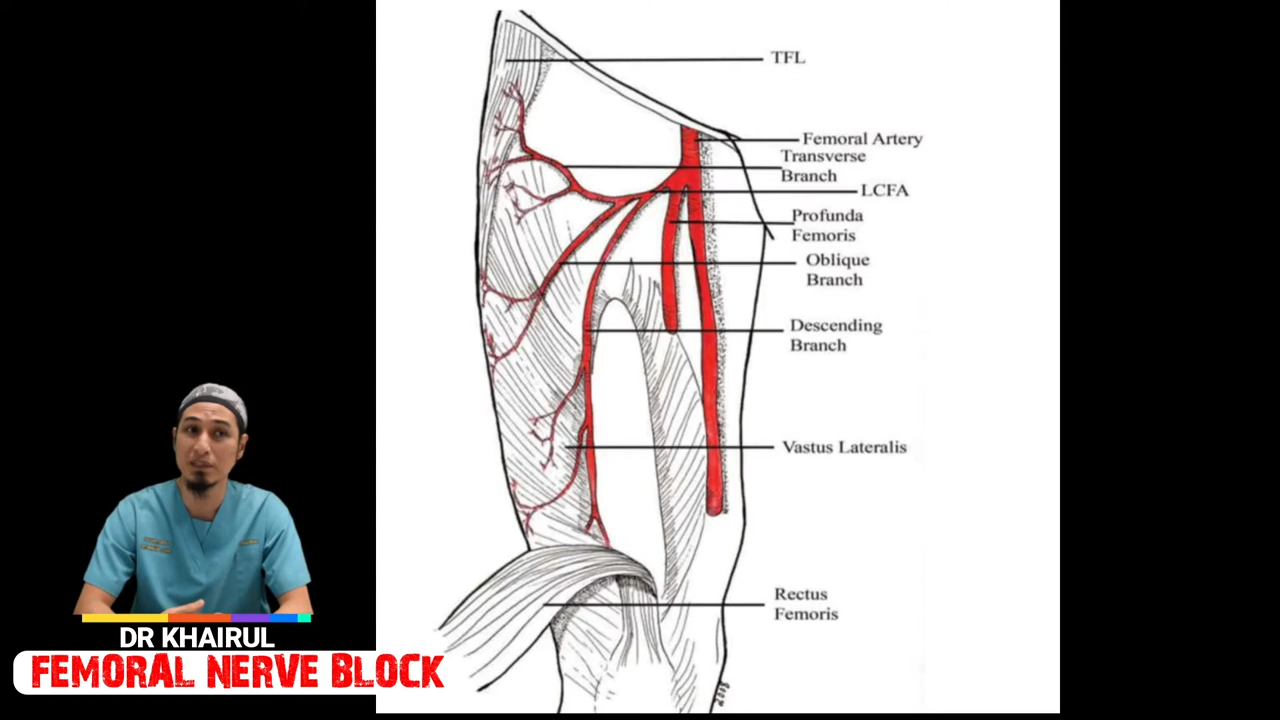 TFL
Femoral Artery
Transverse
Branch
LCFA
Profunda
Femoris
Oblique
Branch
Descending
Branch
Vastus Lateralis
Rectus
Femoris
DR KHAIRUL
FEMORAL NERVE BLOCK